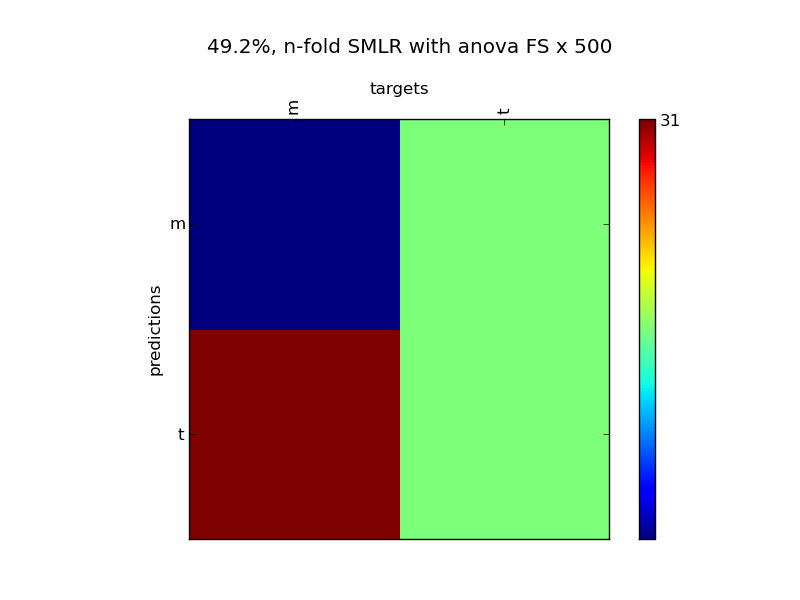 49.2%, n-fold SMLR with anova FS x 500
targets
m
t
31
m
predictions
t